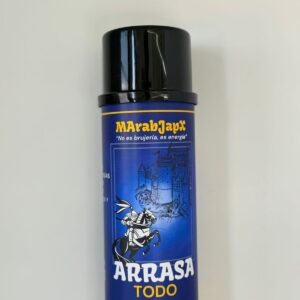 MArabJapX
"No es brujería, es energía"
ARRASA
TODO